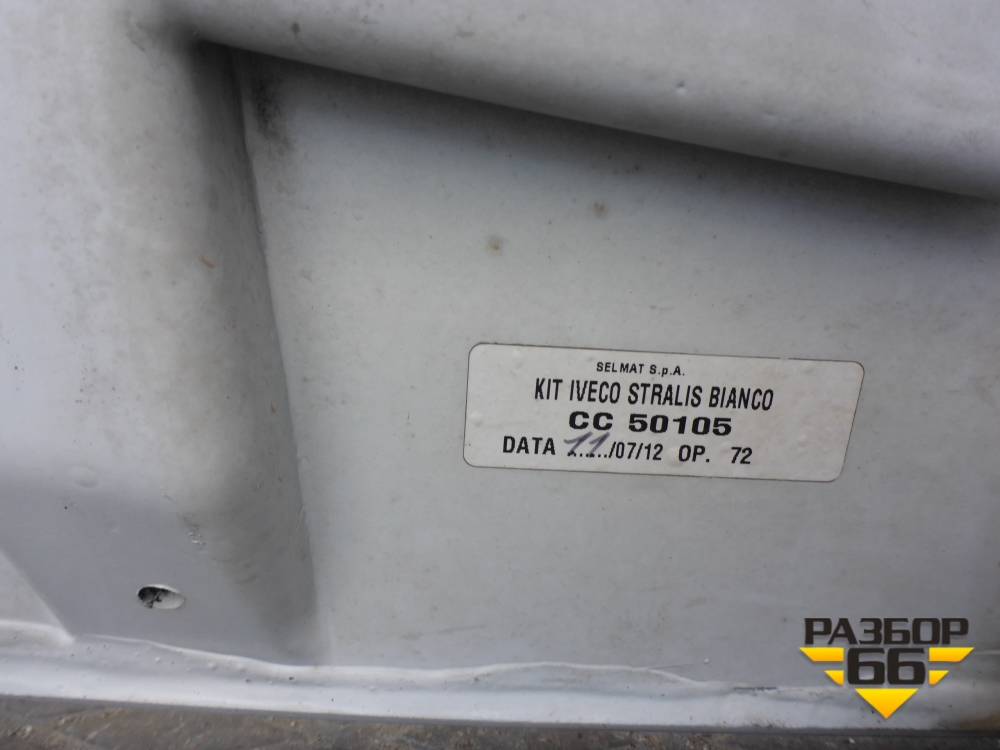 SELMAT S.p.A.
KIT IVECO STRALIS BIANCO
CC 50105
DATA 11/07/12 OP. 72
РАЗБОР
66